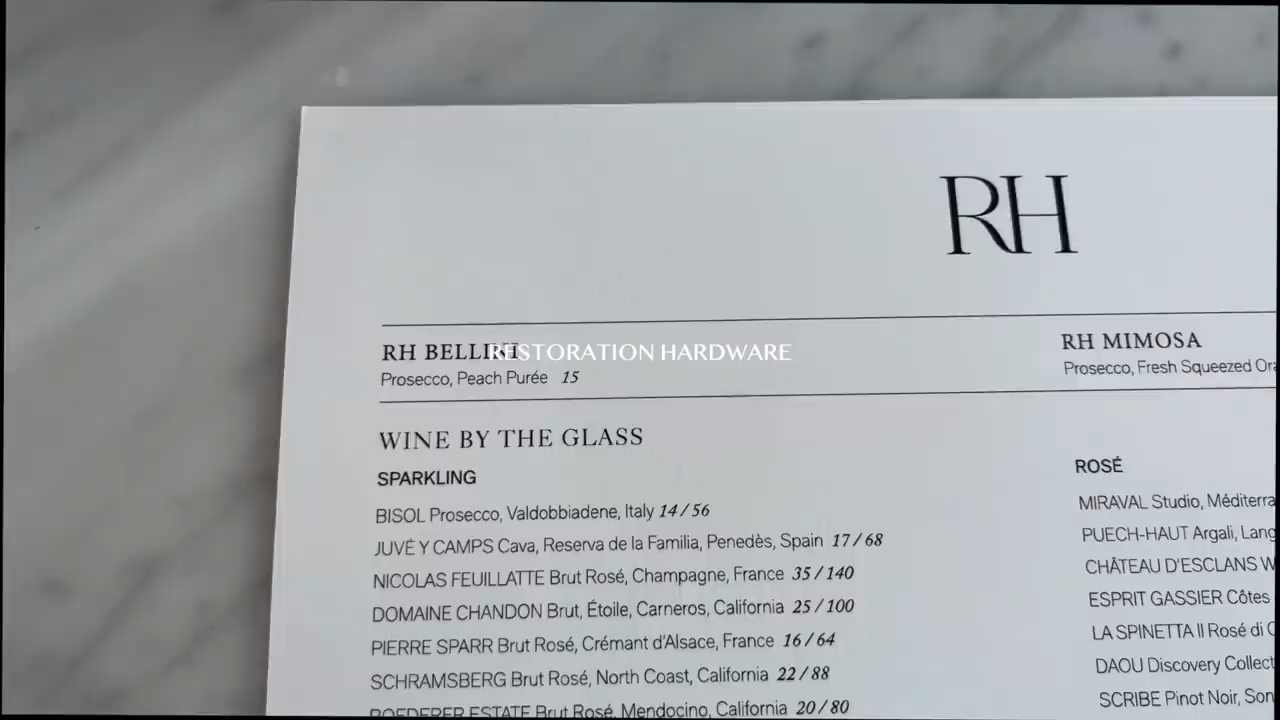 RH
RH BELLINI
RESTORATION HARDWARE
Prosecco, Peach Purée 15
RH MIMOSA
Prosecco, Fresh Squeezed
WINE BY THE GLASS
SPARKLING
BISOL Prosecco, Valdobbiadene, Italy 14 / 56
JUVÉ Y CAMPS Cava, Reserva de la Familia, Penedès, Spain 17 / 68
NICOLAS FEUILLATTE Brut Rosé, Champagne, France 35 / 140
DOMAINE CHANDON Brut, Étoile, Carneros, California 25 / 100
PIERRE SPARR Brut Rosé, Crémant d'Alsace, France 16 / 64
SCHRAMSBERG Brut Rosé, North Coast, California 22 / 88
ROEDERER ESTATE Brut Rosé, Mendocino, California 20 / 80
ROSÉ
MIRAVAL Studio,
PUECH-HAUT Argali,
CHÂTEAU D'ESCLANS
ESPRIT GASSIER Côtes
LA SPINETTA Il Rosé di
DAOU Discovery
SCRIBE Pinot Noir,